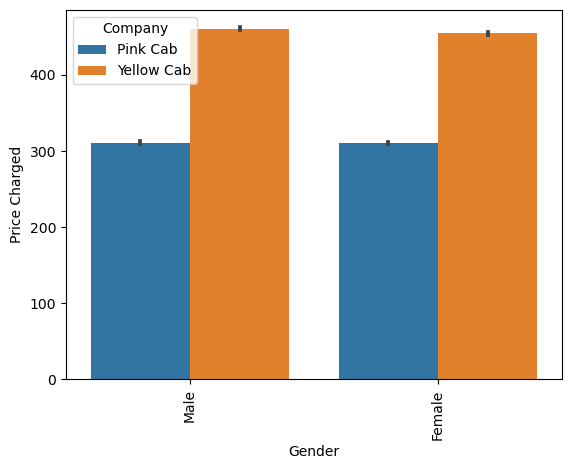 Company
Pink Cab
Yellow Cab
Price Charged
400
300
200
100
0
Male
Female
Gender